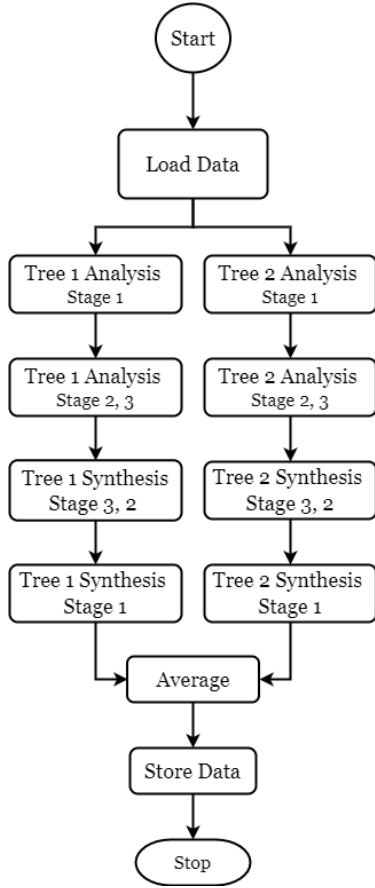 Start
Load Data
Tree 1 Analysis
Stage 1
Tree 2 Analysis
Stage 1
Tree 1 Analysis
Stage 2, 3
Tree 2 Analysis
Stage 2, 3
Tree 1 Synthesis
Stage 3, 2
Tree 2 Synthesis
Stage 3, 2
Tree 1 Synthesis
Stage 1
Tree 2 Synthesis
Stage 1
Average
Store Data
Stop